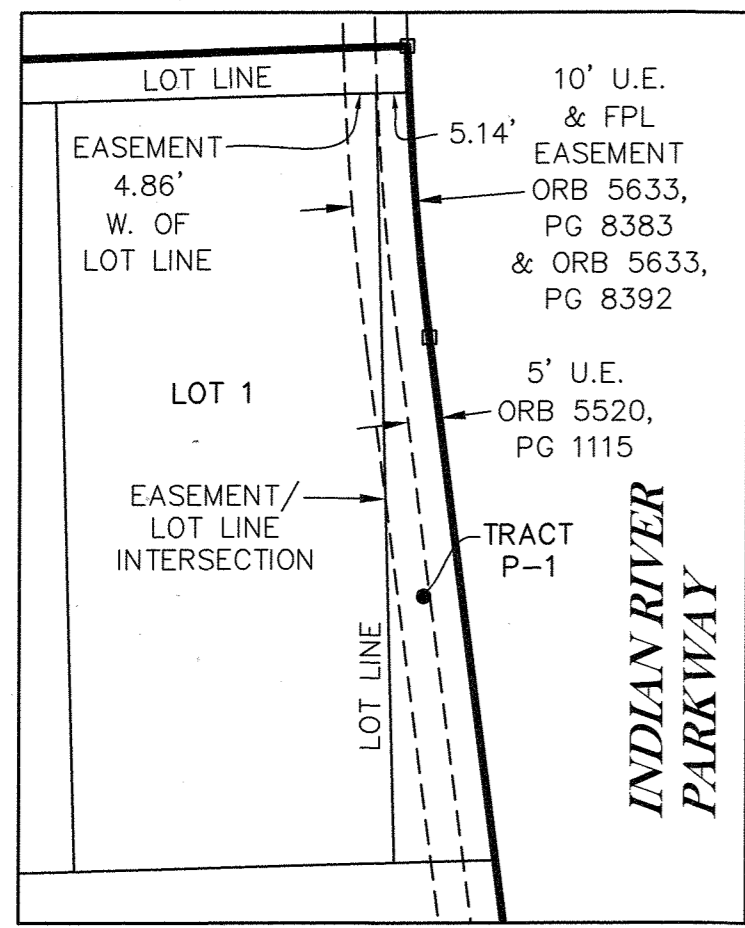 LOT LINE
EASEMENT
4.86'
W. OF
LOT LINE
5.14'
10' U.E.
& FPL
EASEMENT
ORB 5633,
PG 8383
& ORB 5633,
PG 8392
LOT 1
5' U.E.
ORB 5520,
PG 1115
EASEMENT/
LOT LINE
INTERSECTION
TRACT
P-1
LOT LINE
INDIAN RIVER
PARKWAY